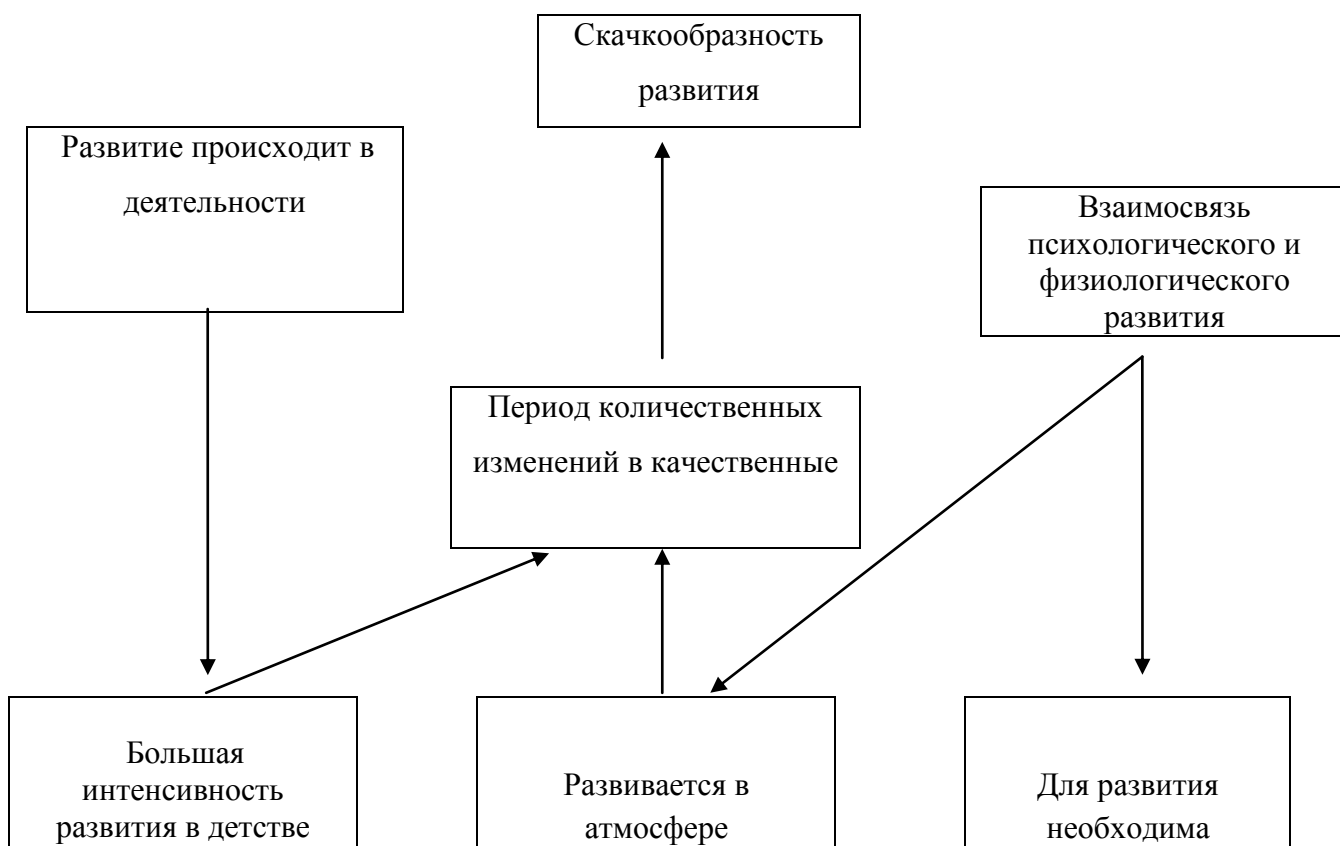 Скачкообразность
развития
Развитие происходит в
деятельности
Взаимосвязь
психологического и
физиологического
развития
Период количественных
изменений в качественные
Большая
интенсивность
развития в детстве
Развивается в
атмосфере
Для развития
необходима